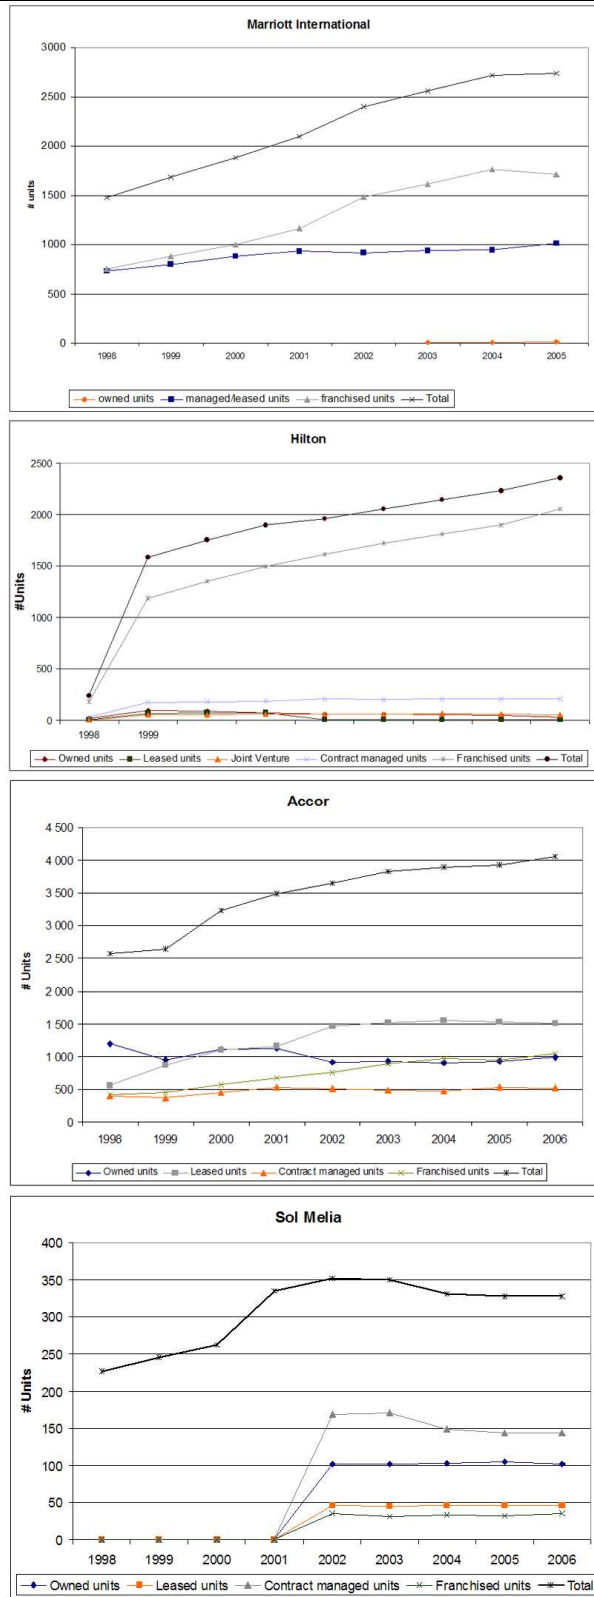 Marriott International
3000
2500
2000
1500
1000
500
0
# units
1998 1999 2000 2001 2002 2003 2004 2005
owned units managed/leased units franchised units Total
Hilton
2500
2000
1500
1000
500
0
#Units
1998 1999
Owned units Leased units Joint Venture Contract managed units Franchised units Total
Accor
4 500
4 000
3 500
3 000
2 500
2 000
1 500
1 000
500
0
# Units
1998 1999 2000 2001 2002 2003 2004 2005 2006
Owned units Leased units Contract managed units Franchised units Total
Sol Melia
400
350
300
250
200
150
100
50
0
# Units
1998 1999 2000 2001 2002 2003 2004 2005 2006
Owned units Leased units Contract managed units Franchised units Total